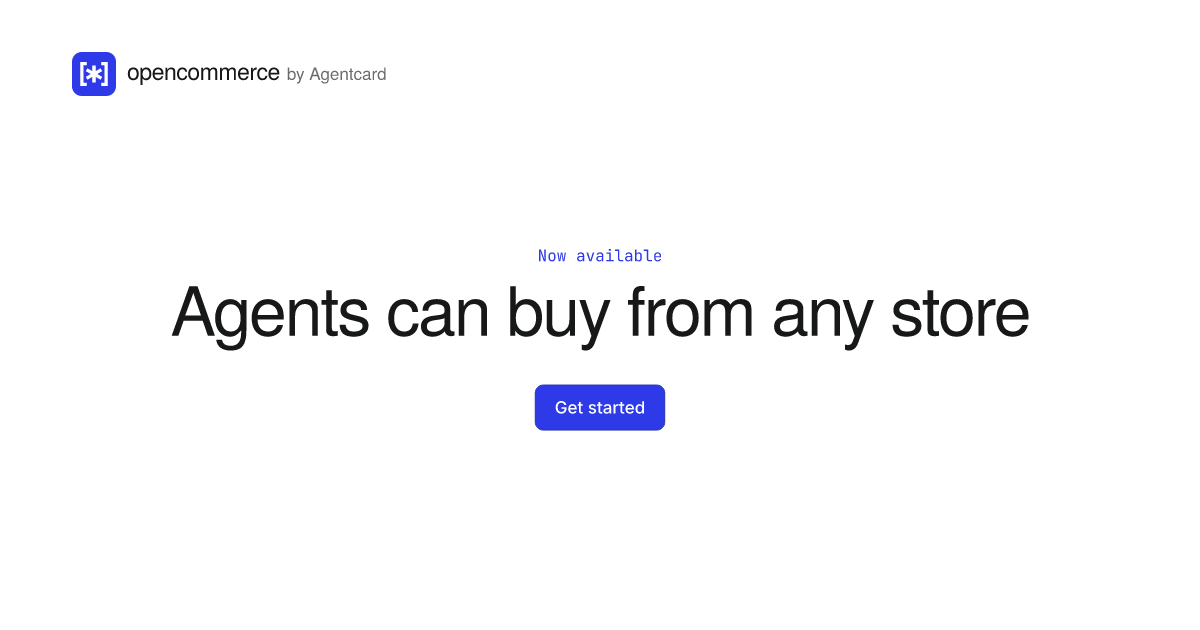 [*] opencommerce by Agentcard
Now available
Agents can buy from any store
Get started